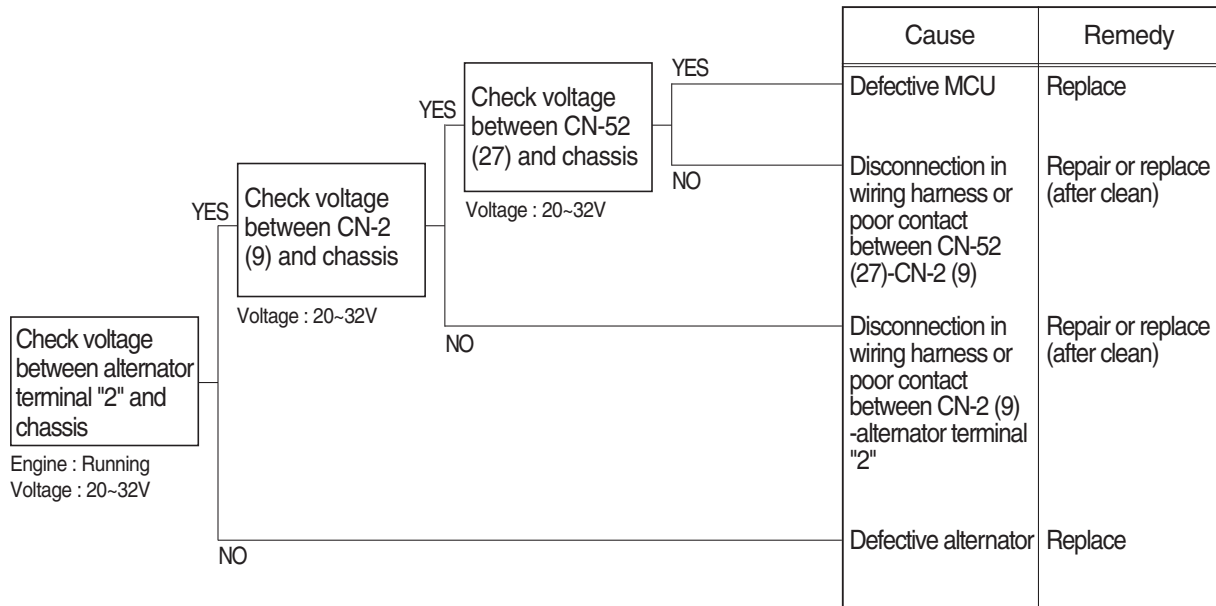 Cause
Remedy
YES
Defective MCU
Replace
YES
Check voltage
between CN-52
(27) and chassis
NO
Disconnection in
wiring harness or
poor contact
between CN-52
(27)-CN-2 (9)
Repair or replace
(after clean)
Voltage : 20~32V
YES
Check voltage
between CN-2
(9) and chassis
Voltage : 20~32V
NO
Disconnection in
wiring harness or
poor contact
between CN-2 (9)
-alternator terminal
"2"
Repair or replace
(after clean)
Check voltage
between alternator
terminal "2" and
chassis
Engine : Running
Voltage : 20~32V
NO
Defective alternator
Replace